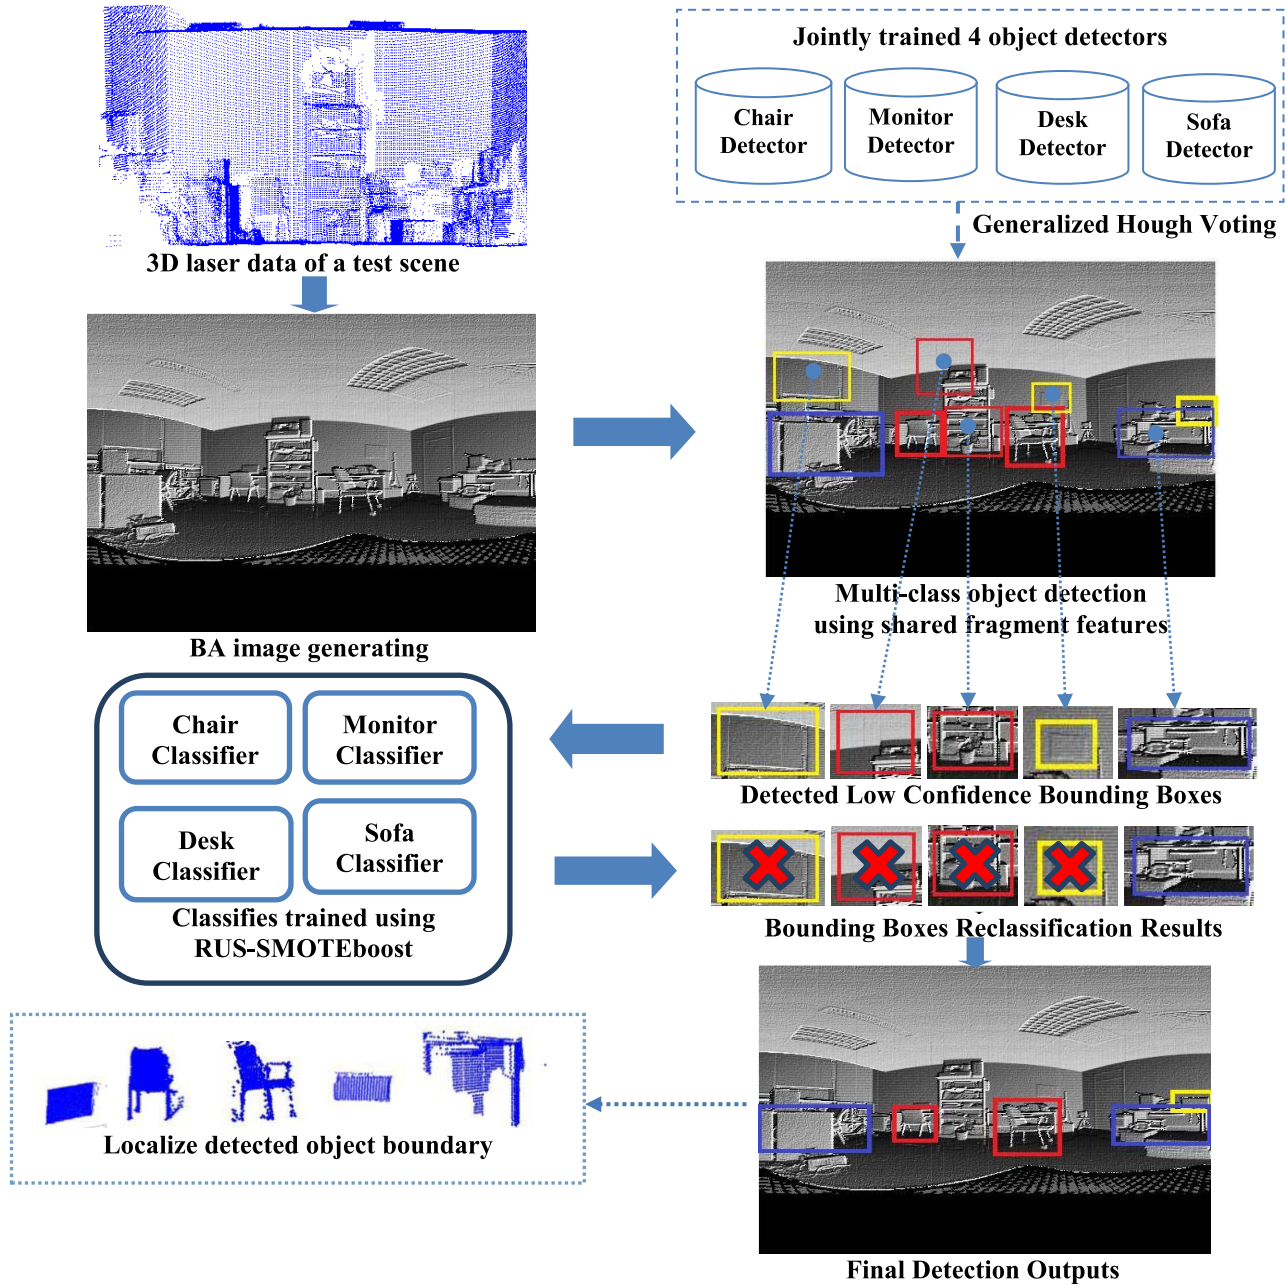 Jointly trained 4 object detectors
Chair
Detector
Monitor
Detector
Desk
Detector
Sofa
Detector
Generalized Hough Voting
3D laser data of a test scene
BA image generating
Multi-class object detection
using shared fragment features
Chair
Classifier
Monitor
Classifier
Desk
Classifier
Sofa
Classifier
Classifies trained using
RUS-SMOTEboost
Detected Low Confidence Bounding Boxes
Bounding Boxes Reclassification Results
Localize detected object boundary
Final Detection Outputs